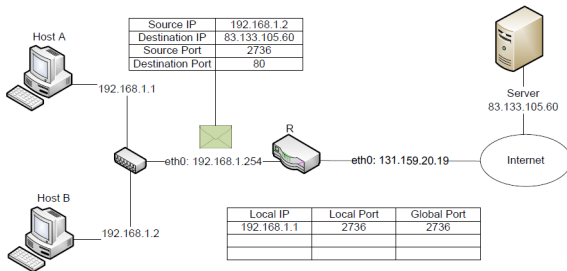 Host A
Source IP 192.168.1.2
Destination IP 83.133.105.60
Source Port 2736
Destination Port 80
192.168.1.1
Server
83.133.105.60
R
eth0: 192.168.1.254
eth0: 131.159.20.19
Internet
Host B
192.168.1.2
Local IP Local Port Global Port
192.168.1.1 2736 2736